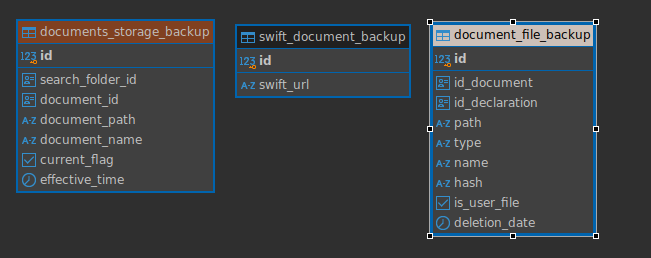 documents_storage_backup
123 id
search_folder_id
document_id
A-Z document_path
A-Z document_name
current_flag
effective_time
swift_document_backup
123 id
A-Z swift_url
document_file_backup
123 id
id_document
id_declaration
A-Z path
A-Z type
A-Z name
A-Z hash
is_user_file
deletion_date